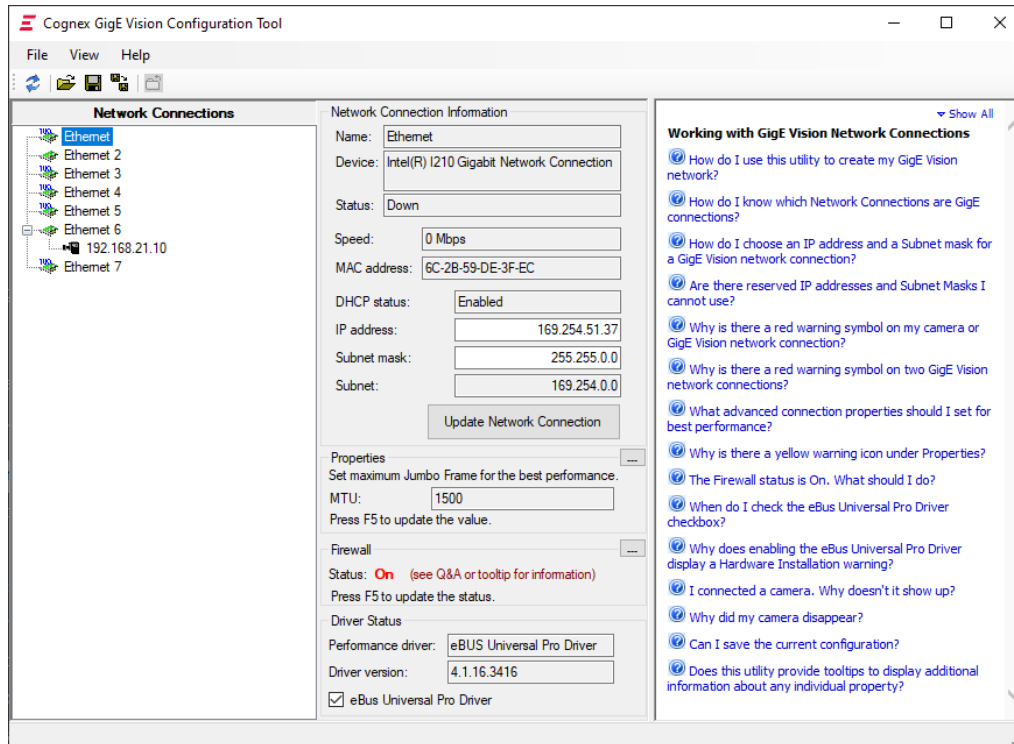 Cognex GigE Vision Configuration Tool
File View Help
Network Connections
Ethernet
Ethernet 2
Ethernet 3
Ethernet 4
Ethernet 5
Ethernet 6
192.168.21.10
Ethernet 7
Network Connection Information
Name: Ethernet
Device: Intel(R) I210 Gigabit Network Connection
Status: Down
Speed: 0 Mbps
MAC address: 6C-2B-59-DE-3F-EC
DHCP status: Enabled
IP address: 169.254.51.37
Subnet mask: 255.255.0.0
Subnet: 169.254.0.0
Update Network Connection
Properties ...
Set maximum Jumbo Frame for the best performance.
MTU: 1500
Press F5 to update the value.
Firewall ...
Status: On (see Q&A or tooltip for information)
Press F5 to update the status.
Driver Status
Performance driver: eBUS Universal Pro Driver
Driver version: 4.1.16.3416
eBus Universal Pro Driver
Show All
Working with GigE Vision Network Connections
How do I use this utility to create my GigE Vision
network?
How do I know which Network Connections are GigE
connections?
How do I choose an IP address and a Subnet mask for
a GigE Vision network connection?
Are there reserved IP addresses and Subnet Masks I
cannot use?
Why is there a red warning symbol on my camera or
GigE Vision network connection?
Why is there a red warning symbol on two GigE Vision
network connections?
What advanced connection properties should I set for
best performance?
Why is there a yellow warning icon under Properties?
The Firewall status is On. What should I do?
When do I check the eBus Universal Pro Driver
checkbox?
Why does enabling the eBus Universal Pro Driver
display a Hardware Installation warning?
I connected a camera. Why doesn't it show up?
Why did my camera disappear?
Can I save the current configuration?
Does this utility provide tooltips to display additional
information about any individual property?